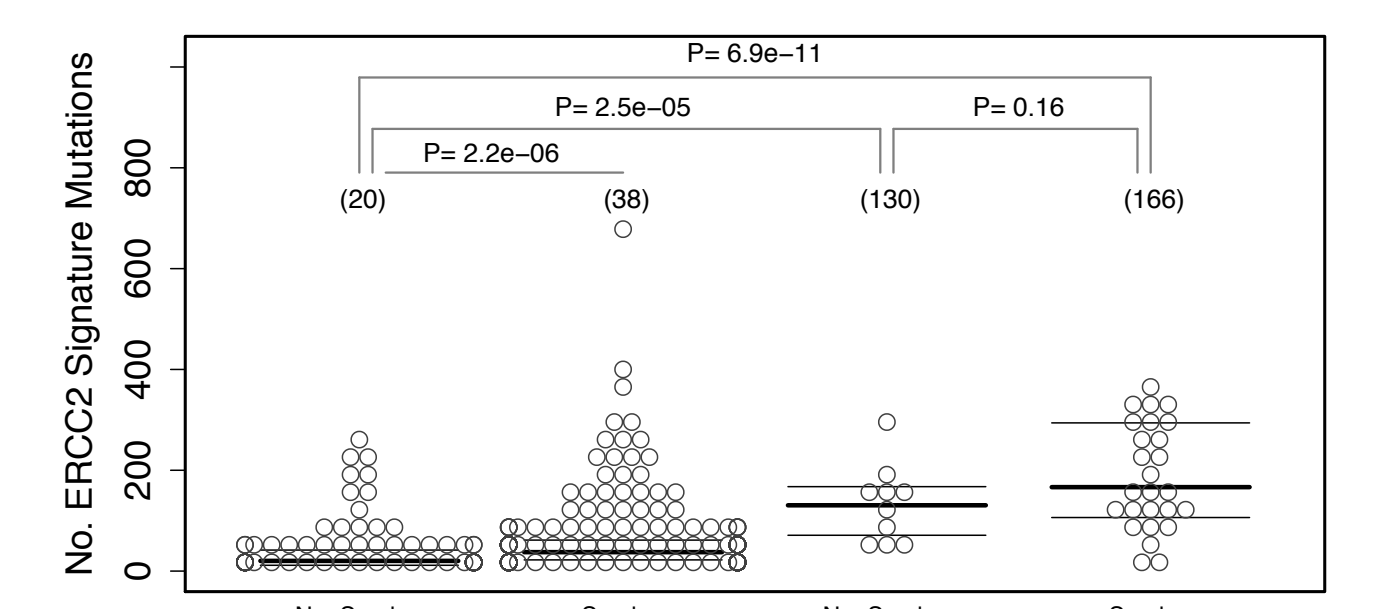 P= 6.9e−11
P= 2.5e−05
P= 0.16
P= 2.2e−06
(20)
(38)
(130)
(166)
No. ERCC2 Signature Mutations
800
600
400
200
0